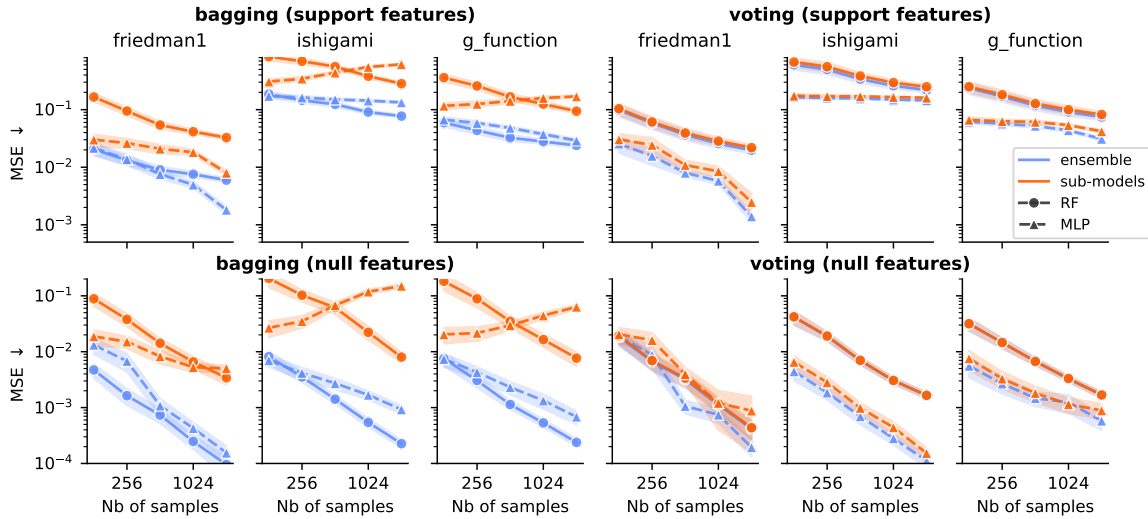 bagging (support features)
voting (support features)
friedman1
ishigami
g_function
friedman1
ishigami
g_function
MSE ↓
10⁻¹
10⁻²
10⁻³
ensemble
sub-models
RF
MLP
bagging (null features)
voting (null features)
MSE ↓
10⁻¹
10⁻²
10⁻³
10⁻⁴
256
1024
256
1024
256
1024
256
1024
256
1024
256
1024
Nb of samples
Nb of samples
Nb of samples
Nb of samples
Nb of samples
Nb of samples